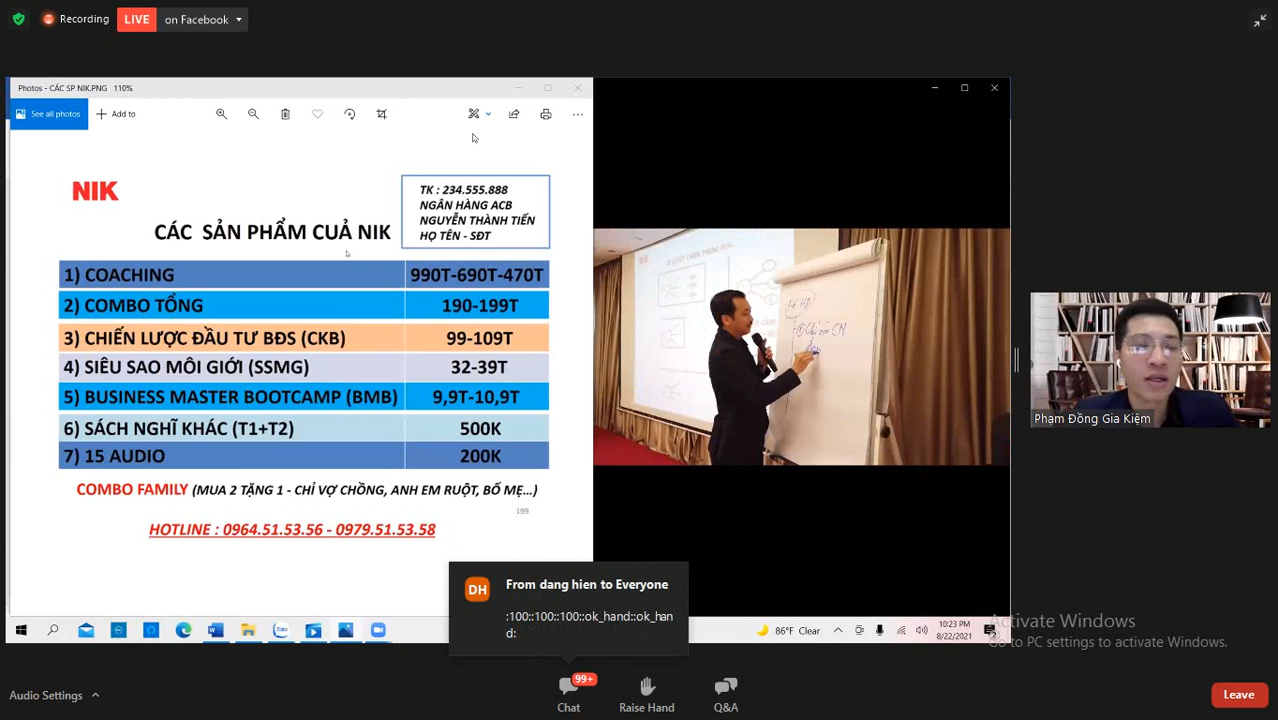 Recording
LIVE
on Facebook
Photos - CÁC SP NIK.PNG 110%
See all photos
Add to
NIK
TK : 234.555.888
NGÂN HÀNG ACB
NGUYỄN THÀNH TIẾN
HỌ TÊN - SĐT
CÁC SẢN PHẨM CUẢ NIK
1) COACHING 990T-690T-470T
2) COMBO TỔNG 190-199T
3) CHIẾN LƯỢC ĐẦU TƯ BĐS (CKB) 99-109T
4) SIÊU SAO MÔI GIỚI (SSMG) 32-39T
5) BUSINESS MASTER BOOTCAMP (BMB) 9,9T-10,9T
6) SÁCH NGHĨ KHÁC (T1+T2) 500K
7) 15 AUDIO 200K
COMBO FAMILY (MUA 2 TẶNG 1 - CHỈ VỢ CHỒNG, ANH EM RUỘT, BỐ MẸ...)
199
HOTLINE : 0964.51.53.56 - 0979.51.53.58
Phạm Đồng Gia Kiệm
DH
From dang hien to Everyone
:100::100::100::ok_hand::ok_han
d:
Zalo
86°F Clear
10:23 PM
8/22/2021
Activate Windows
Go to PC settings to activate Windows.
Audio Settings
99+
Chat
Raise Hand
Q&A
Leave